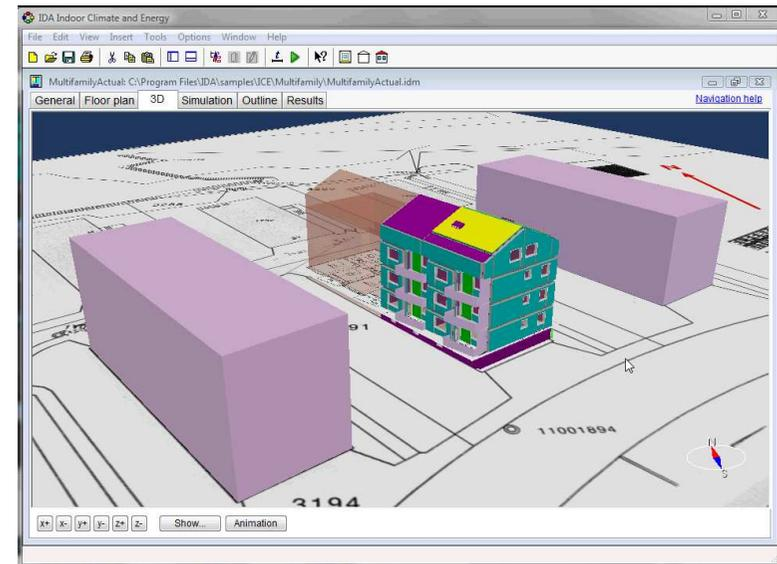 IDA Indoor Climate and Energy
File Edit View Insert Tools Options Window Help
MultifamilyActual: C:\Program Files\IDA\samples\ICE\Multifamily\MultifamilyActual.idm
General Floor plan 3D Simulation Outline Results Navigation help
91
11001894
N
S
3194
x+ x- y+ y- z+ z- Show... Animation